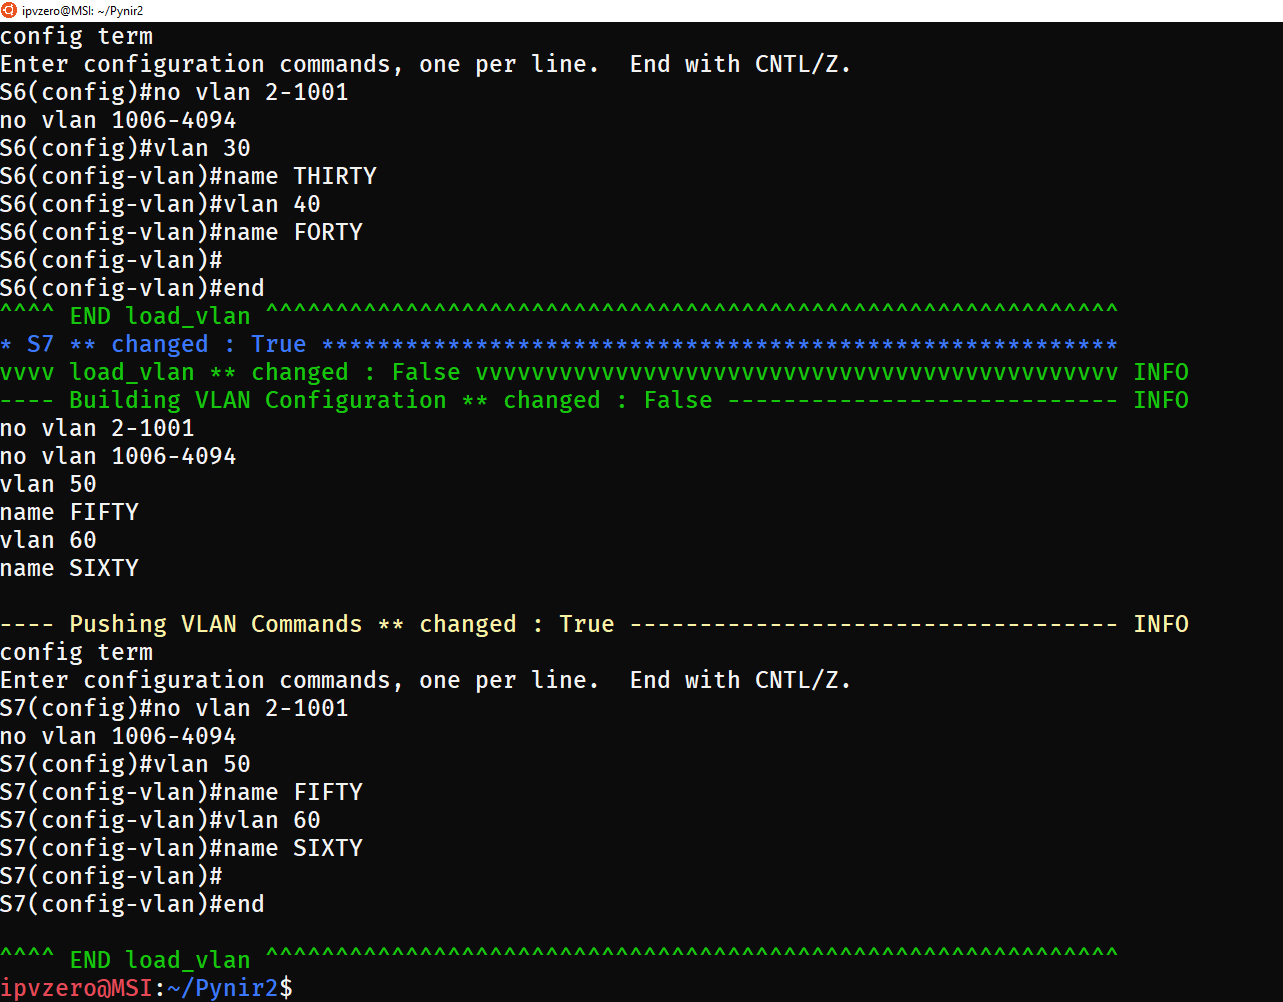 ipvzero@MSI: ~/Pynir2
config term
Enter configuration commands, one per line.  End with CNTL/Z.
S6(config)#no vlan 2-1001
no vlan 1006-4094
S6(config)#vlan 30
S6(config-vlan)#name THIRTY
S6(config-vlan)#vlan 40
S6(config-vlan)#name FORTY
S6(config-vlan)#
S6(config-vlan)#end
^^^^ END load_vlan ^^^^^^^^^^^^^^^^^^^^^^^^^^^^^^^^^^^^^^^^^^^^^^^^^^^^^^^^^^^^^
* S7 ** changed : True *********************************************************
vvvv load_vlan ** changed : False vvvvvvvvvvvvvvvvvvvvvvvvvvvvvvvvvvvvvvvvvvvvvv INFO
---- Building VLAN Configuration ** changed : False ---------------------------- INFO
no vlan 2-1001
no vlan 1006-4094
vlan 50
name FIFTY
vlan 60
name SIXTY
---- Pushing VLAN Commands ** changed : True ----------------------------------- INFO
config term
Enter configuration commands, one per line.  End with CNTL/Z.
S7(config)#no vlan 2-1001
no vlan 1006-4094
S7(config)#vlan 50
S7(config-vlan)#name FIFTY
S7(config-vlan)#vlan 60
S7(config-vlan)#name SIXTY
S7(config-vlan)#
S7(config-vlan)#end
^^^^ END load_vlan ^^^^^^^^^^^^^^^^^^^^^^^^^^^^^^^^^^^^^^^^^^^^^^^^^^^^^^^^^^^^^
ipvzero@MSI:~/Pynir2$